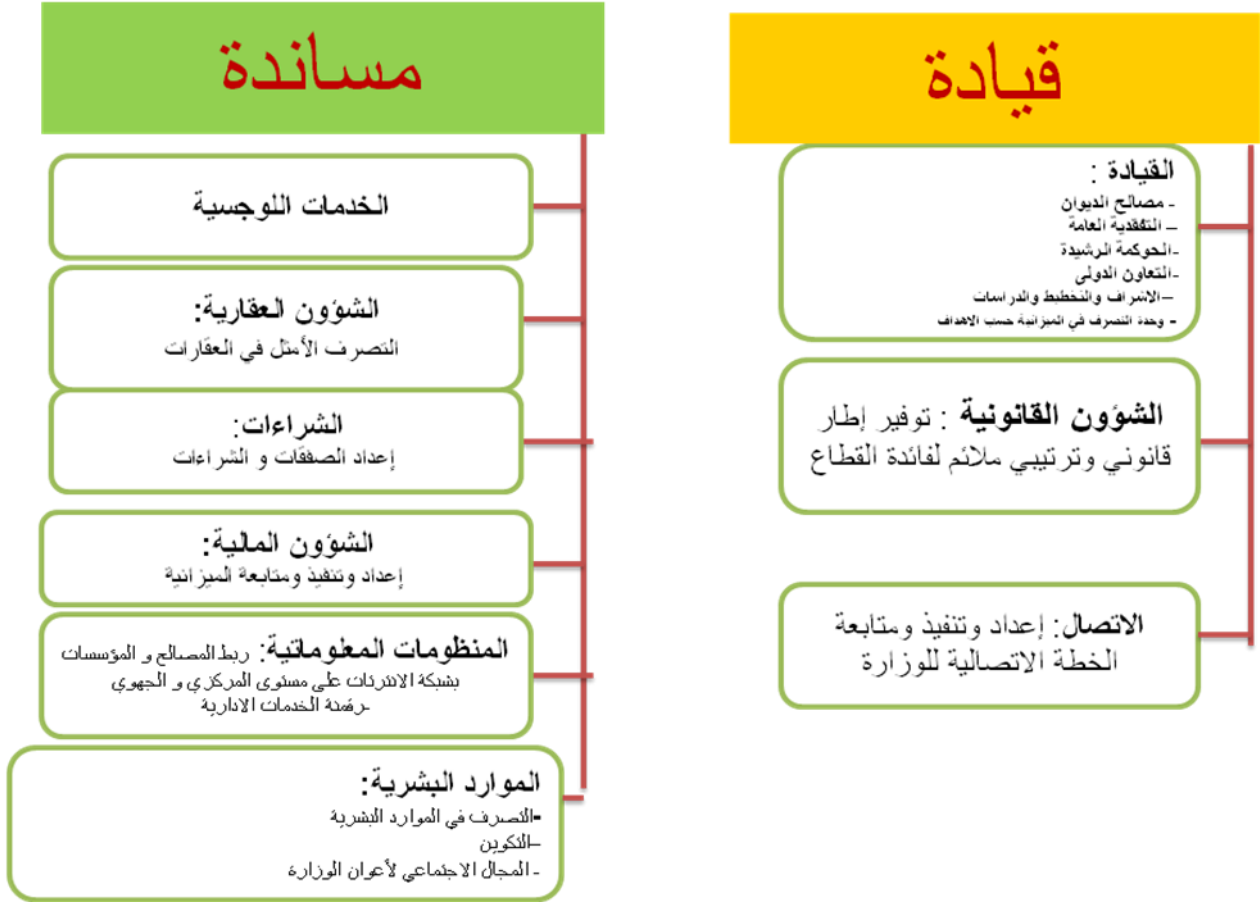 قيادة
القيادة :
- مصالح الديوان
– التفقدية العامة
-الحوكمة الرشيدة
-التعاون الدولي
–الاشراف والتخطيط والدراسات
- وحدة التصرف في الميزانية حسب الاهداف
الشؤون القانونية : توفير إطار
قانوني وترتيبي ملائم لفائدة القطاع
الاتصال: إعداد وتنفيذ ومتابعة
الخطة الاتصالية للوزارة
مساندة
الخدمات اللوجسية
الشؤوون العقارية:
التصرف الأمثل في العقارات
الشراءات:
إعداد الصفقات و الشراءات
الشؤون المالية:
إعداد وتنفيذ ومتابعة الميزانية
المنظومات المعلوماتية: ربط المصالح و المؤسسات
بشبكة الانترنات على مستوى المركزي و الجهوي
-رقمنة الخدمات الادارية
الموارد البشرية:
-التصرف في الموارد البشرية
–التكوين
- المجال الاجتماعي لأعوان الوزارة